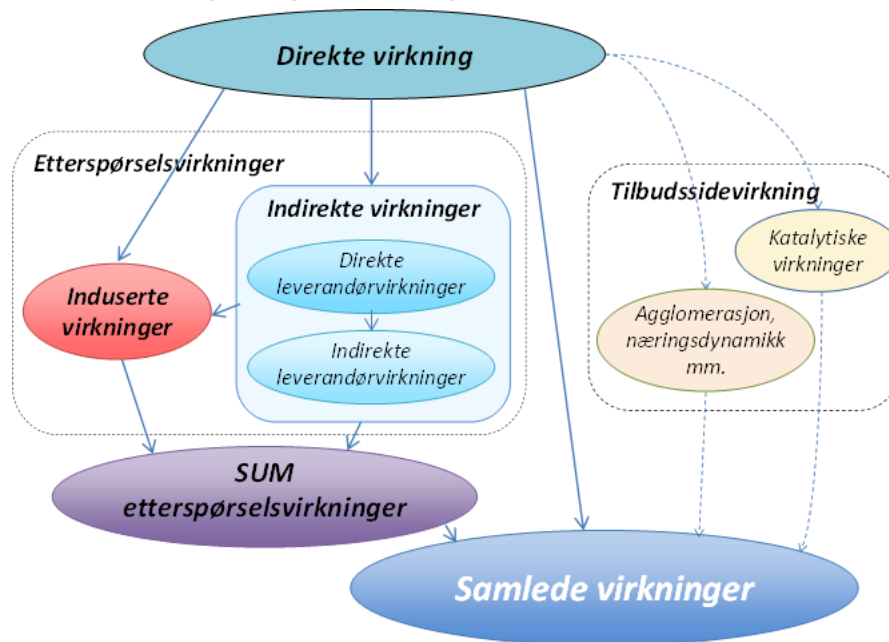 Direkte virkning
Etterspørselsvirkninger
Indirekte virkninger
Direkte
leverandørvirkninger
Indirekte
leverandørvirkninger
Induserte
virkninger
Tilbudssidevirkning
Katalytiske
virkninger
Agglomerasjon,
næringsdynamikk
mm.
SUM
etterspørselsvirkninger
Samlede virkninger